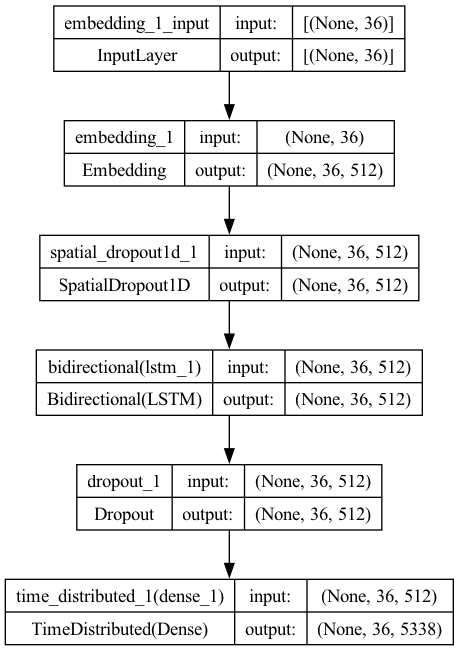 embedding_1_input input: [(None, 36)]
InputLayer output: [(None, 36)]
embedding_1 input: (None, 36)
Embedding output: (None, 36, 512)
spatial_dropout1d_1 input: (None, 36, 512)
SpatialDropout1D output: (None, 36, 512)
bidirectional(lstm_1) input: (None, 36, 512)
Bidirectional(LSTM) output: (None, 36, 512)
dropout_1 input: (None, 36, 512)
Dropout output: (None, 36, 512)
time_distributed_1(dense_1) input: (None, 36, 512)
TimeDistributed(Dense) output: (None, 36, 5338)